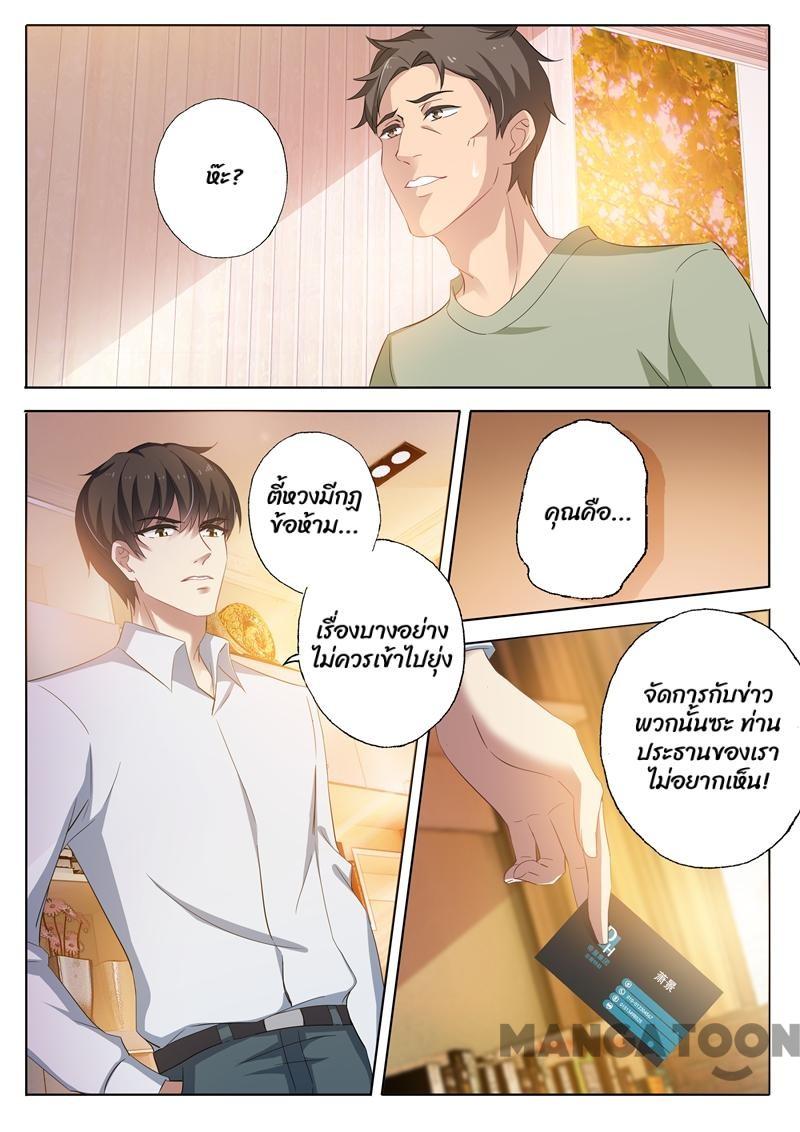 ห๊ะ?
ตี้หวงมีกฎ
ข้อห้าม...
เรื่องบางอย่าง
ไม่ควรเข้าไปยุ่ง
คุณคือ...
จัดการกับข่าว
พวกนั้นซะ ท่าน
ประธานของเรา
ไม่อยากเห็น!
DH
萧景
MANGATOON